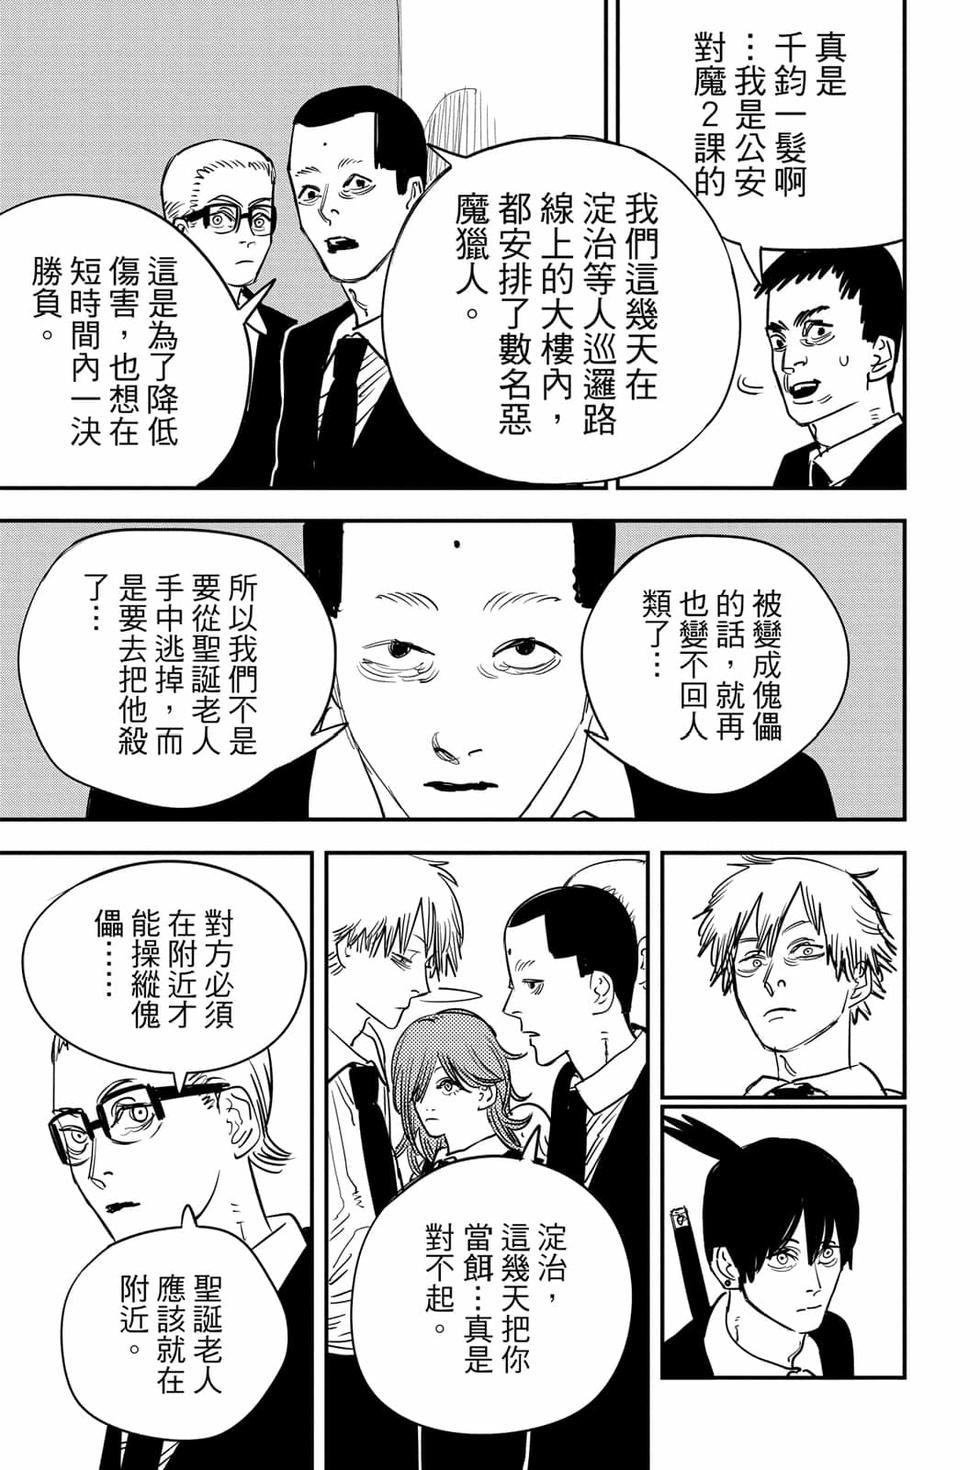 真是
千鈞一髮啊
…我是公安
對魔2課的
我們這幾天在
淀治等人巡邏路
線上的大樓內，
都安排了數名惡
魔獵人。
這是為了降低
傷害，也想在
短時間內一決
勝負。
被變成傀儡
的話，就再
也變不回人
類了…
所以我們不是
要從聖誕老人
手中逃掉，而
是要去把他殺
了…
淀治，
這幾天把你
當餌…真是
對不起。
對方必須
在附近才
能操縱傀
儡……
聖誕老人
應該就在
附近。